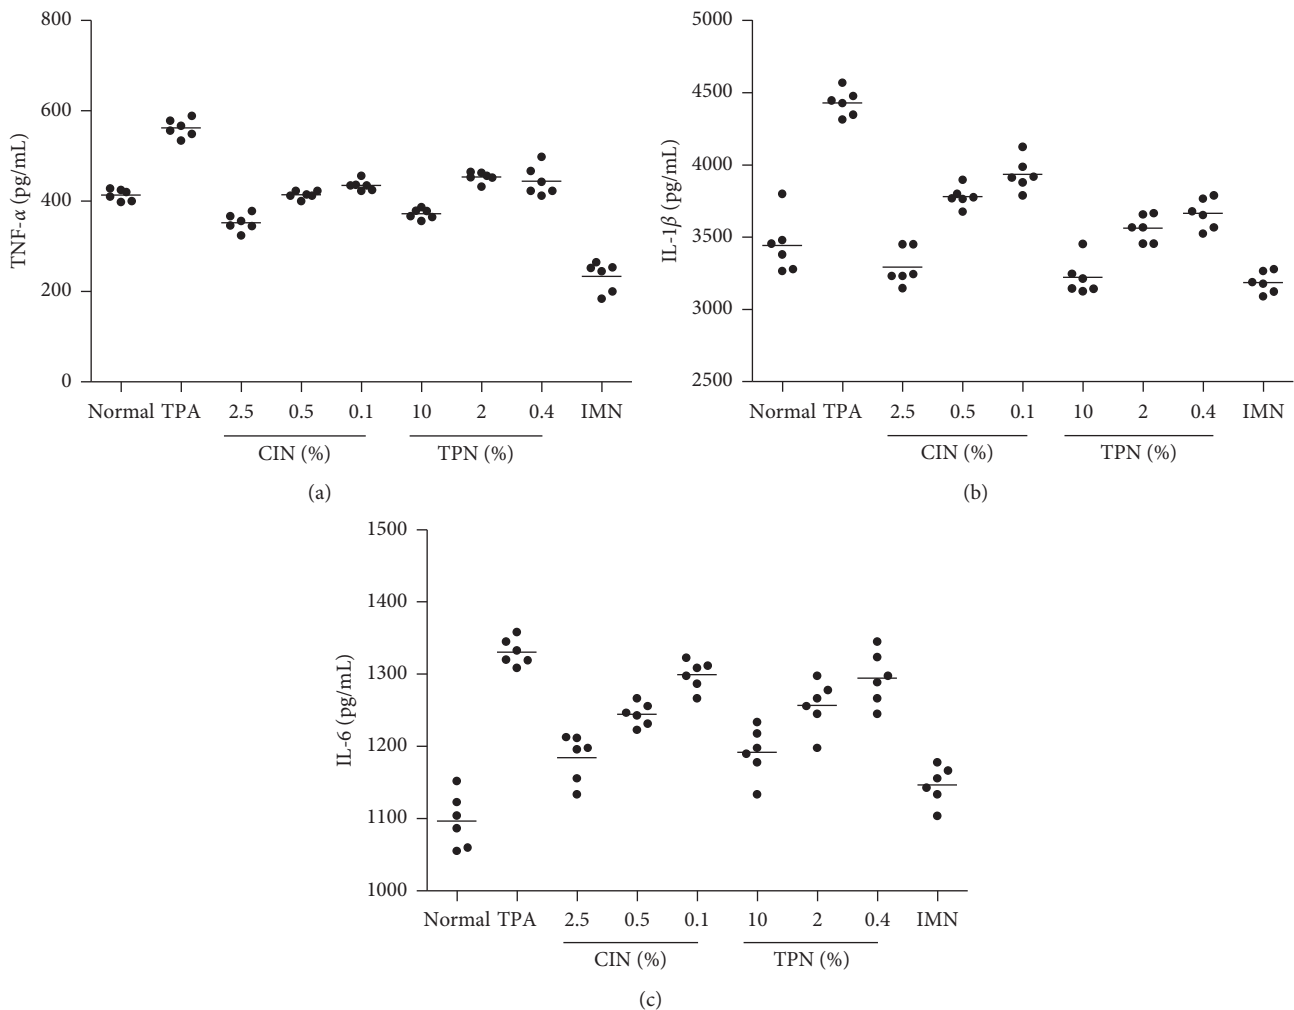 TNF-α (pg/mL)
800
600
400
200
0
Normal TPA 2.5 0.5 0.1 10 2 0.4 IMN
CIN (%) TPN (%)
(a)
IL-1β (pg/mL)
5000
4500
4000
3500
3000
2500
Normal TPA 2.5 0.5 0.1 10 2 0.4 IMN
CIN (%) TPN (%)
(b)
IL-6 (pg/mL)
1500
1400
1300
1200
1100
1000
Normal TPA 2.5 0.5 0.1 10 2 0.4 IMN
CIN (%) TPN (%)
(c)